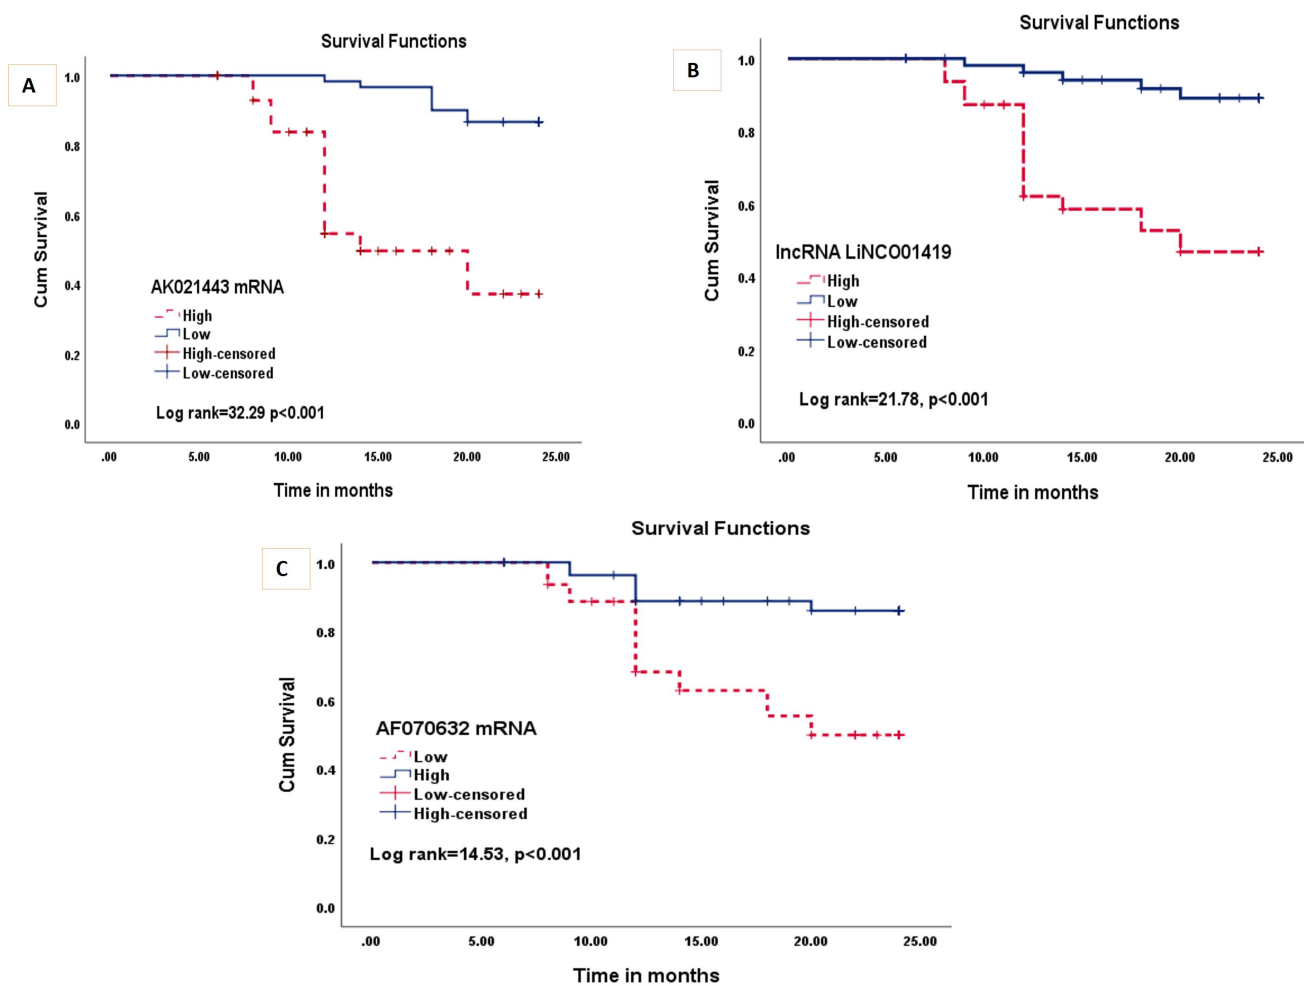 A
Survival Functions
Cum Survival
1.0
0.8
0.6
0.4
0.2
0.0
AK021443 mRNA
High
Low
High-censored
Low-censored
Log rank=32.29 p<0.001
.00 5.00 10.00 15.00 20.00 25.00
Time in months
B
Survival Functions
Cum Survival
1.0
0.8
0.6
0.4
0.2
0.0
lncRNA LiNCO01419
High
Low
High-censored
Low-censored
Log rank=21.78, p<0.001
.00 5.00 10.00 15.00 20.00 25.00
Time in months
C
Survival Functions
Cum Survival
1.0
0.8
0.6
0.4
0.2
0.0
AF070632 mRNA
Low
High
Low-censored
High-censored
Log rank=14.53, p<0.001
.00 5.00 10.00 15.00 20.00 25.00
Time in months